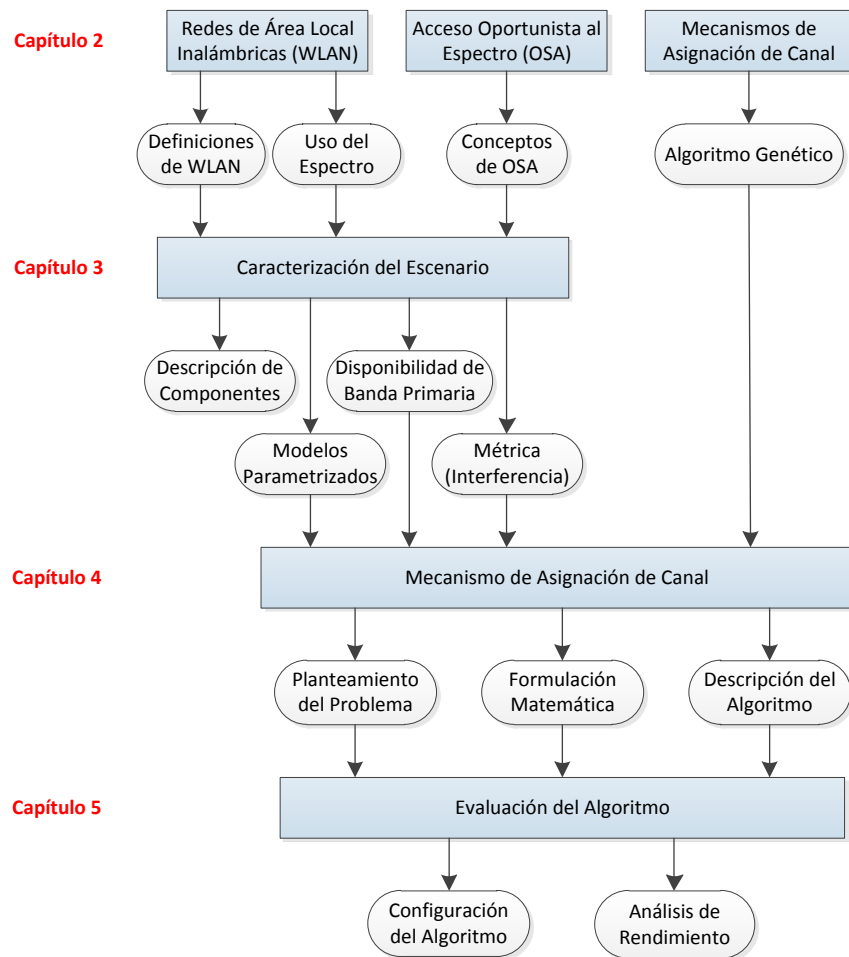 Capítulo 2
Redes de Área Local
Inalámbricas (WLAN)
Acceso Oportunista al
Espectro (OSA)
Mecanismos de
Asignación de Canal
Definiciones
de WLAN
Uso del
Espectro
Conceptos
de OSA
Algoritmo Genético
Capítulo 3
Caracterización del Escenario
Descripción de
Componentes
Disponibilidad de
Banda Primaria
Modelos
Parametrizados
Métrica
(Interferencia)
Capítulo 4
Mecanismo de Asignación de Canal
Planteamiento
del Problema
Formulación
Matemática
Descripción del
Algoritmo
Capítulo 5
Evaluación del Algoritmo
Configuración
del Algoritmo
Análisis de
Rendimiento